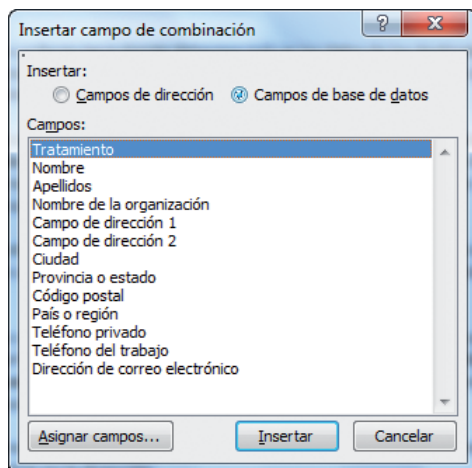 Insertar campo de combinación
Insertar:
Campos de dirección Campos de base de datos
Campos:
Tratamiento
Nombre
Apellidos
Nombre de la organización
Campo de dirección 1
Campo de dirección 2
Ciudad
Provincia o estado
Código postal
País o región
Teléfono privado
Teléfono del trabajo
Dirección de correo electrónico
Asignar campos... Insertar Cancelar